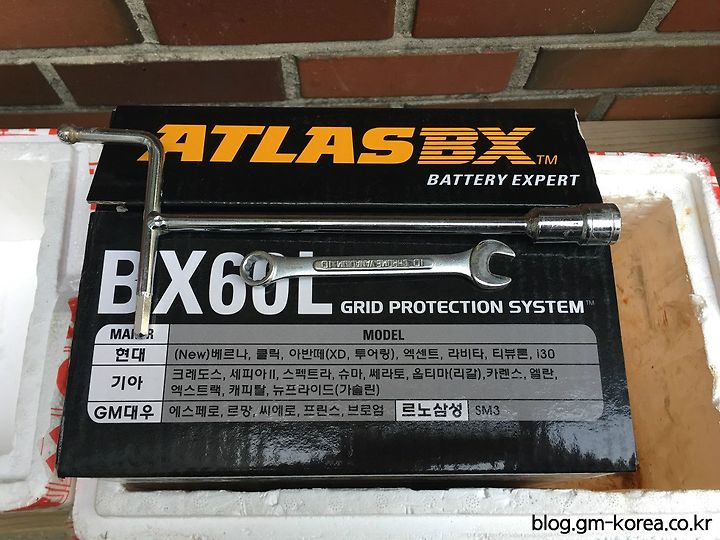 ATLASBX™
BATTERY EXPERT
BX60L GRID PROTECTION SYSTEM™
MAKER MODEL
현대 (New)베르나, 클릭, 아반떼(XD, 투어링), 엑센트, 라비타, 티뷰론, i30
기아 크레도스, 세피아II, 스펙트라, 슈마, 쎄라토, 옵티마(리갈),카렌스, 엘란,
엑스트랙, 캐피탈, 뉴프라이드(가솔린)
GM대우 에스페로, 르망, 씨에로, 프린스, 브로엄 르노삼성 SM3
blog.gm-korea.co.kr